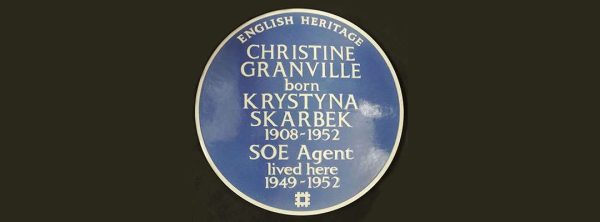 ENGLISH HERITAGE
CHRISTINE
GRANVILLE
born
KRYSTYNA
SKARBEK
1908-1952
SOE Agent
lived here
1949-1952